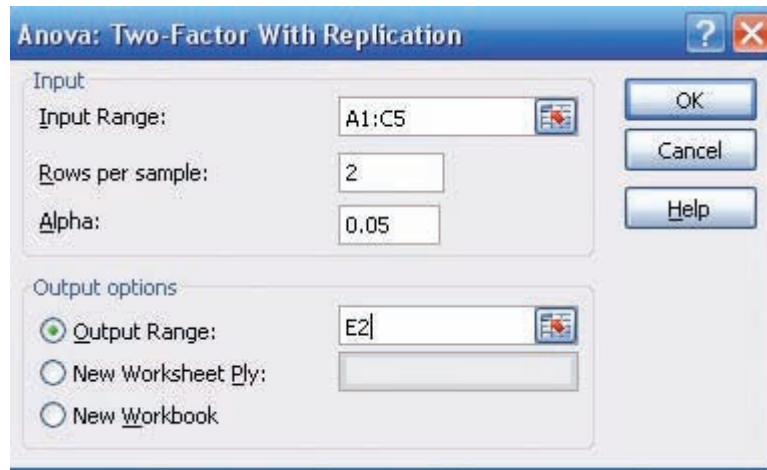 Anova: Two-Factor With Replication
Input
Input Range: A1:C5
Rows per sample: 2
Alpha: 0.05
OK
Cancel
Help
Output options
Output Range: E2
New Worksheet Ply:
New Workbook